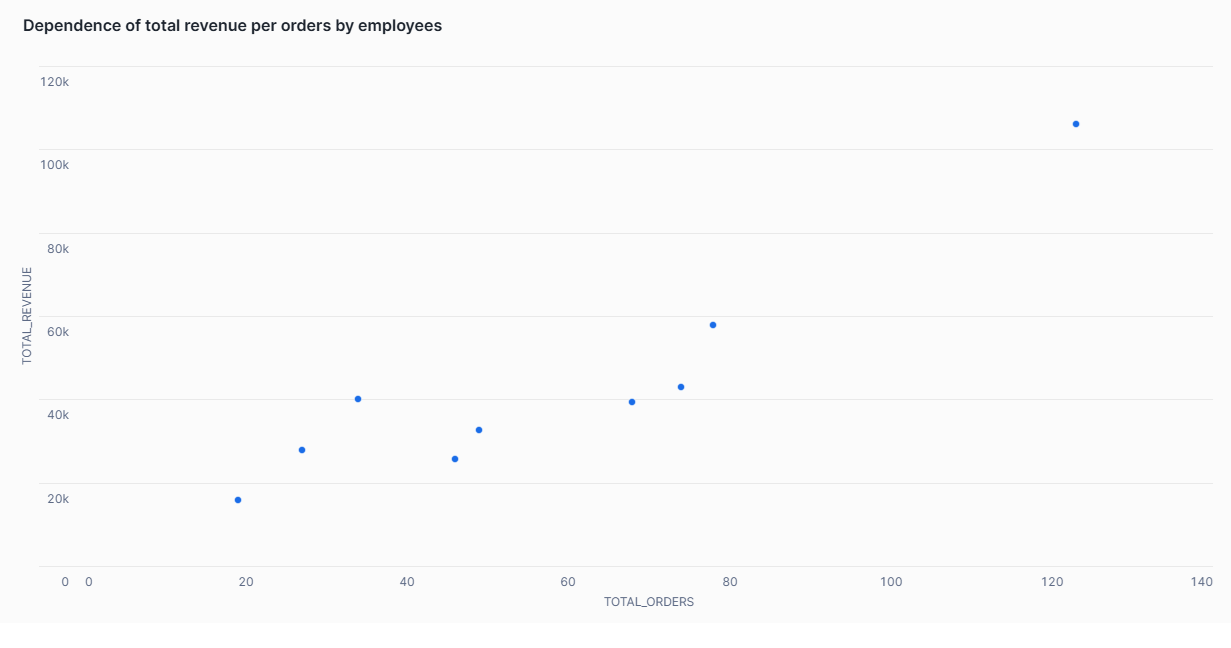 Dependence of total revenue per orders by employees
120k
100k
80k
TOTAL_REVENUE
60k
40k
20k
0 0 20 40 60 80 100 120 140
TOTAL_ORDERS